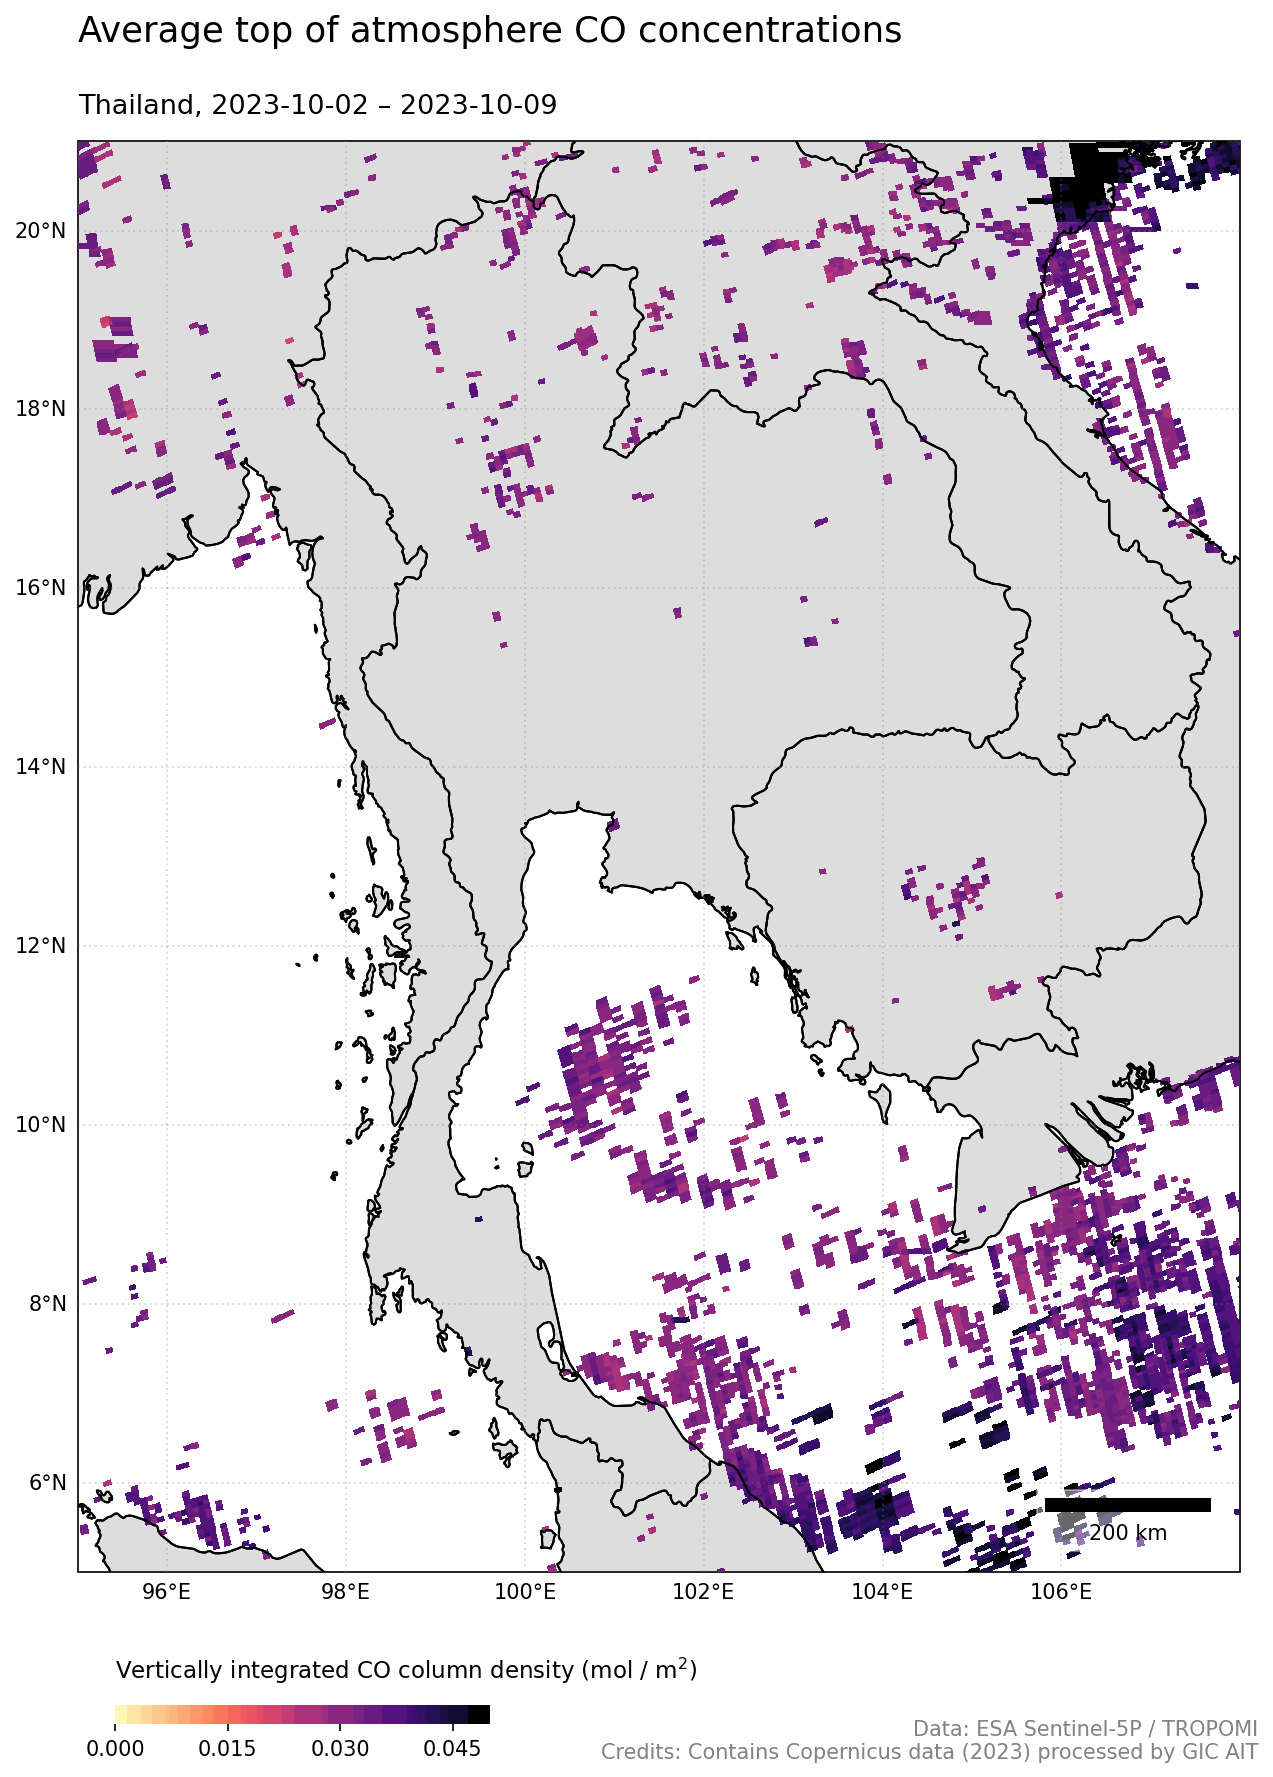 Average top of atmosphere CO concentrations
Thailand, 2023-10-02 – 2023-10-09
20°N
18°N
16°N
14°N
12°N
10°N
8°N
6°N
200 km
96°E 98°E 100°E 102°E 104°E 106°E
Vertically integrated CO column density (mol / m²)
0.000 0.015 0.030 0.045
Data: ESA Sentinel-5P / TROPOMI
Credits: Contains Copernicus data (2023) processed by GIC AIT